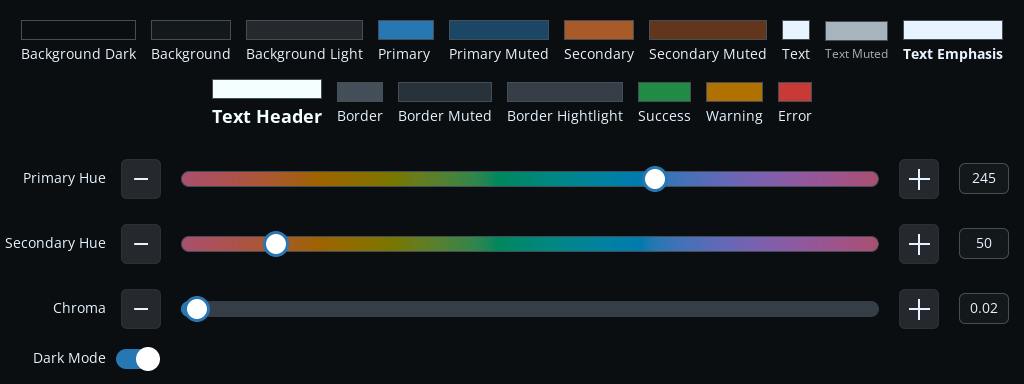 Background Dark Background Background Light Primary Primary Muted Secondary Secondary Muted Text Text Muted Text Emphasis
Text Header Border Border Muted Border Hightlight Success Warning Error
Primary Hue 245
Secondary Hue 50
Chroma 0.02
Dark Mode